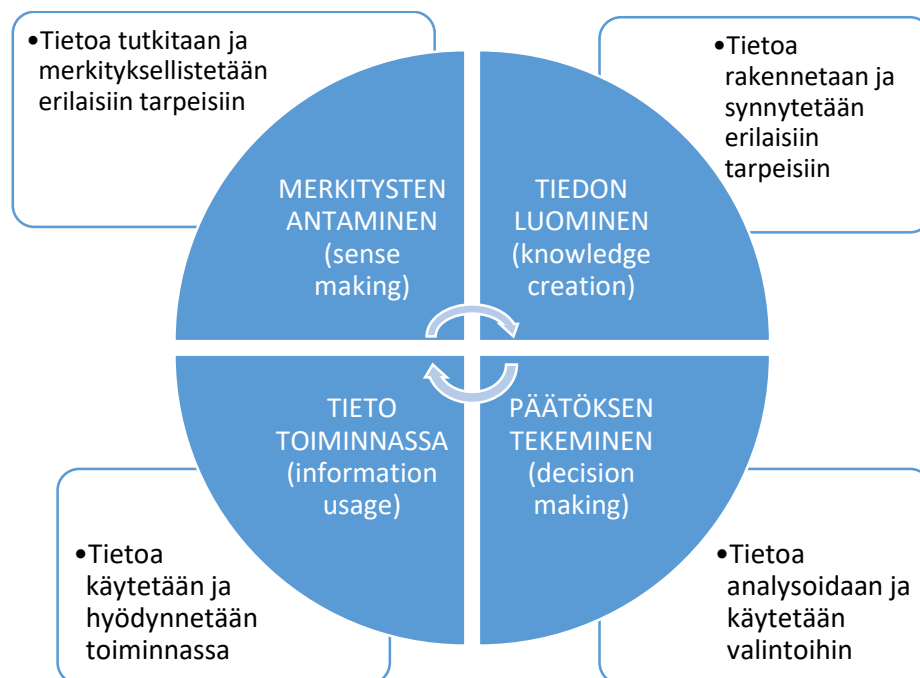 •Tietoa tutkitaan ja
merkityksellistetään
erilaisiin tarpeisiin
•Tietoa
rakennetaan ja
synnytetään
erilaisiin
tarpeisiin
MERKITYSTEN
ANTAMINEN
(sense
making)
TIEDON
LUOMINEN
(knowledge
creation)
TIETO
TOIMINNASSA
(information
usage)
PÄÄTÖKSEN
TEKEMINEN
(decision
making)
•Tietoa
käytetään ja
hyödynnetään
toiminnassa
•Tietoa
analysoidaan ja
käytetään
valintoihin